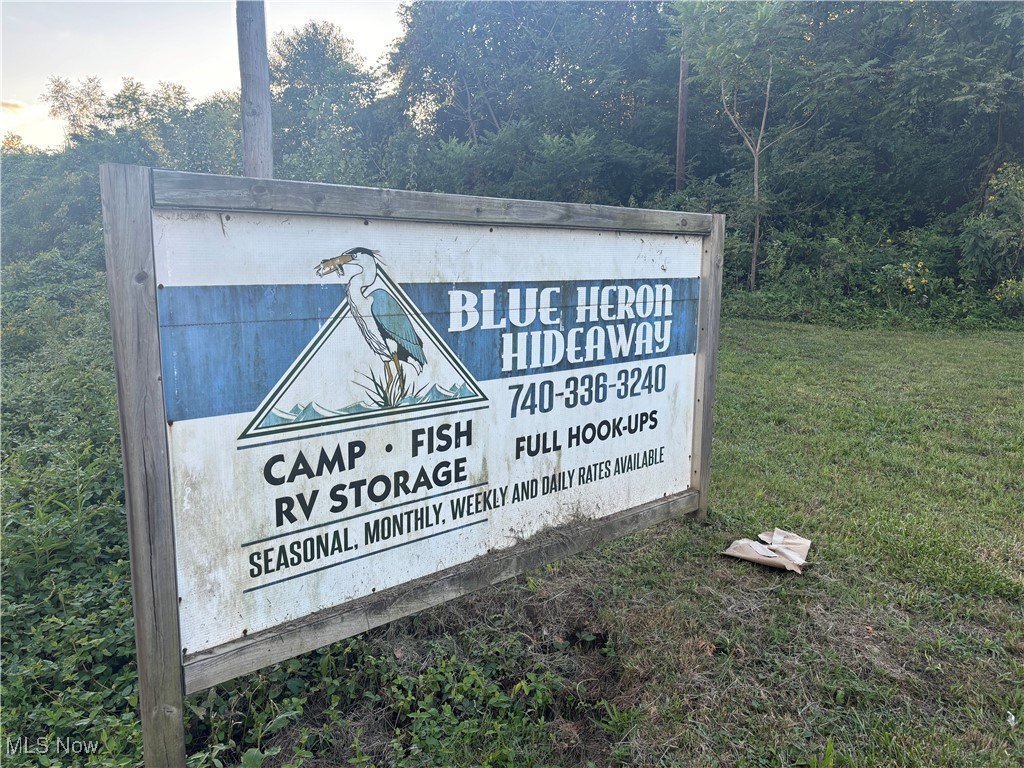 BLUE HERON
HIDEAWAY
740-336-3240
CAMP · FISH
RV STORAGE
FULL HOOK-UPS
SEASONAL, MONTHLY, WEEKLY AND DAILY RATES AVAILABLE
MLS Now